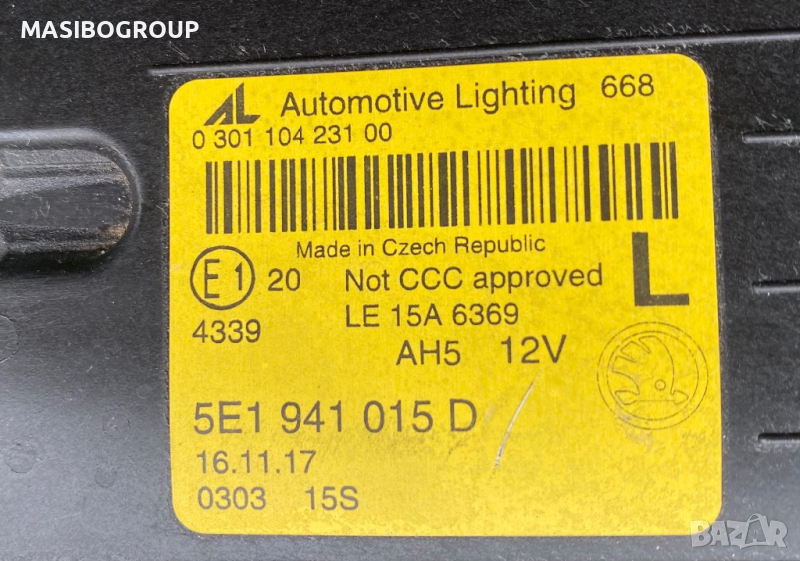 MASIBOGROUP
AL Automotive Lighting 668
0 301 104 231 00
Made in Czech Republic
E1 20 Not CCC approved L
4339 LE 15A 6369
AH5 12V
5E1 941 015 D
16.11.17
0303 15S
BAZAR